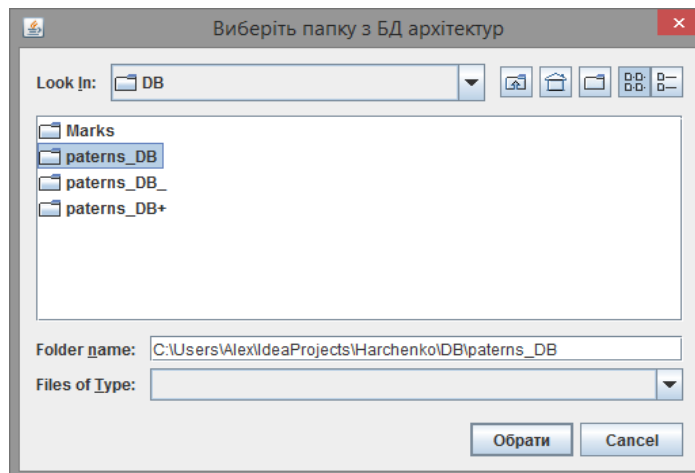 Виберіть папку з БД архітектур
Look In: DB
Marks
paterns_DB
paterns_DB_
paterns_DB+
Folder name: C:\Users\Alex\IdeaProjects\Harchenko\DB\paterns_DB
Files of Type:
Обрати Cancel